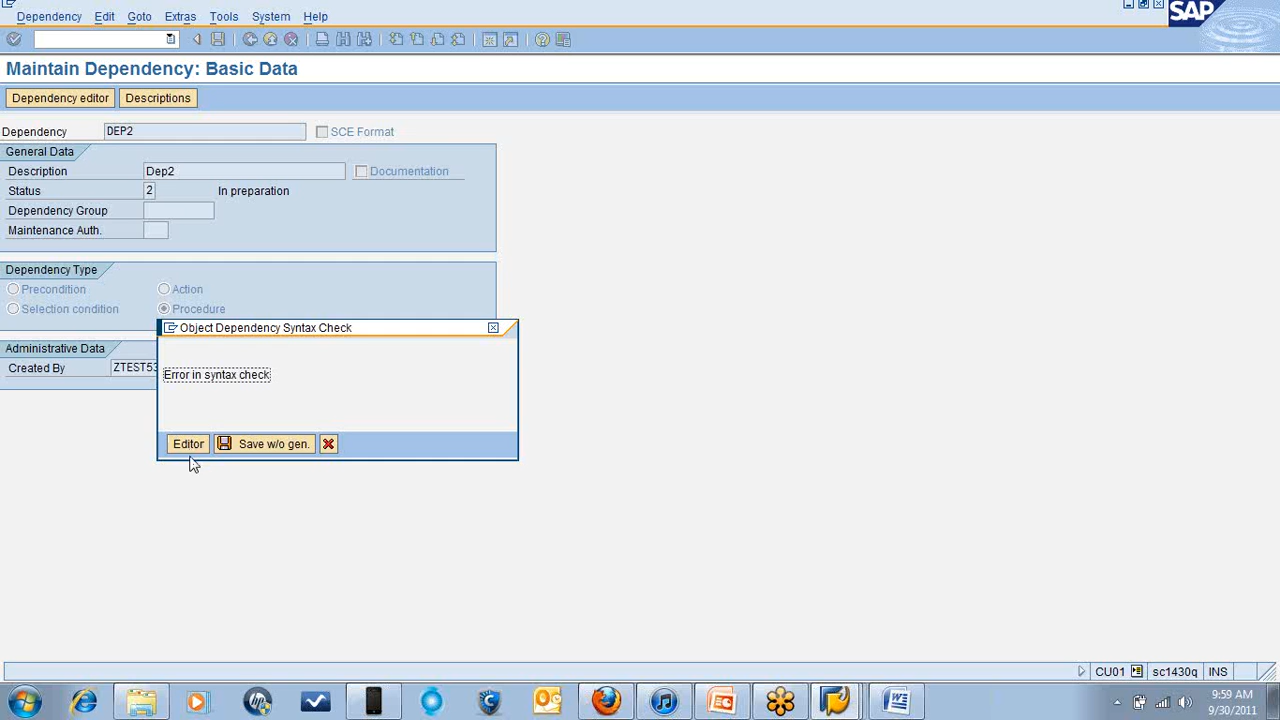 Dependency Edit Goto Extras Tools System Help
SAP
Maintain Dependency: Basic Data
Dependency editor Descriptions
Dependency DEP2 SCE Format
General Data
Description Dep2 Documentation
Status 2 In preparation
Dependency Group
Maintenance Auth.
Dependency Type
Precondition Action
Selection condition Procedure
Object Dependency Syntax Check
Administrative Data
Created By ZTEST53
Error in syntax check
Editor Save w/o gen.
CU01 sc1430q INS
9:59 AM
9/30/2011